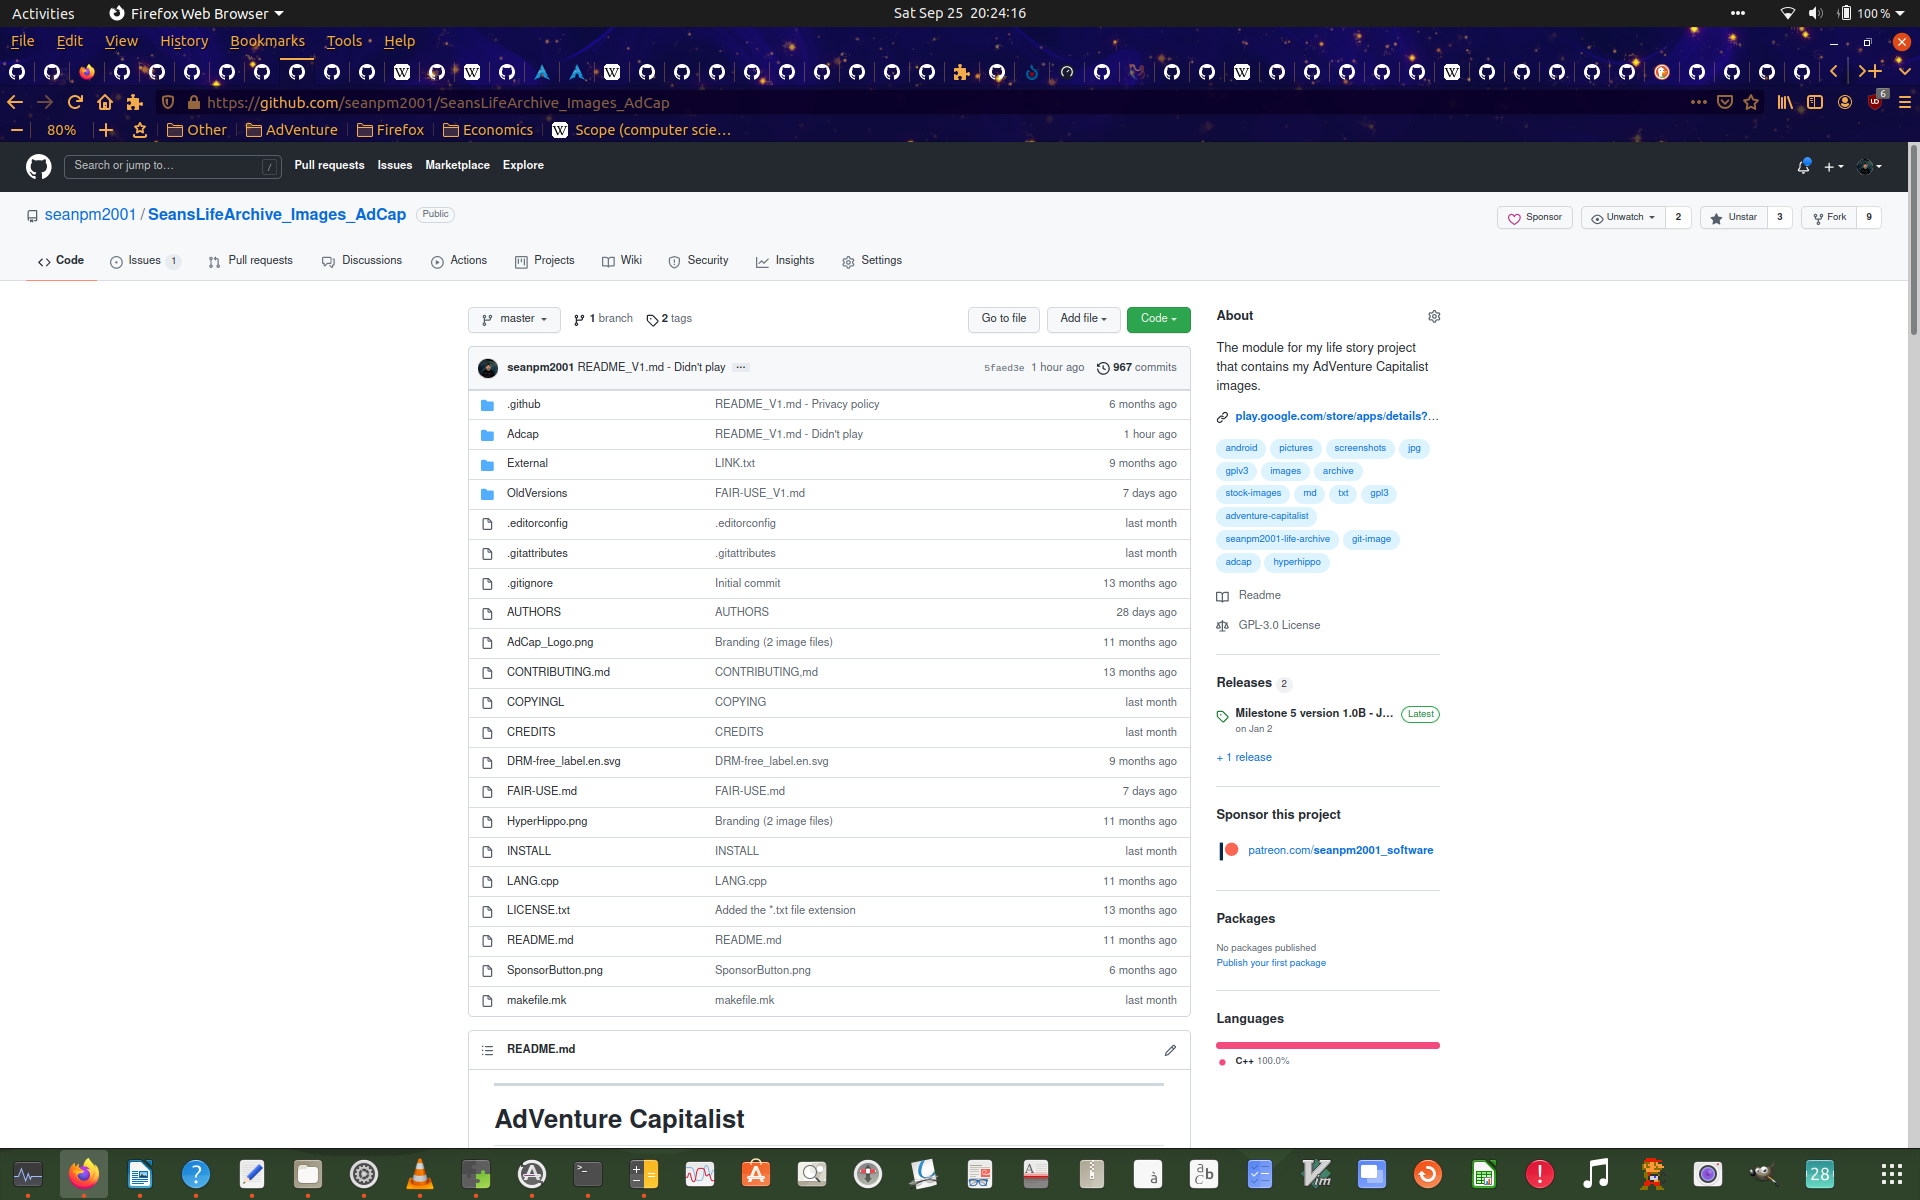 Activities Firefox Web Browser Sat Sep 25 20:24:16 100 %
File Edit View History Bookmarks Tools Help
https://github.com/seanpm2001/SeansLifeArchive_Images_AdCap 6
80% Other AdVenture Firefox Economics W Scope (computer scie…
Search or jump to… / Pull requests Issues Marketplace Explore
seanpm2001 / SeansLifeArchive_Images_AdCap Public Sponsor Unwatch 2 Unstar 3 Fork 9
Code Issues 1 Pull requests Discussions Actions Projects Wiki Security Insights Settings
master 1 branch 2 tags Go to file Add file Code
seanpm2001 README_V1.md - Didn't play ... 5faed3e 1 hour ago 967 commits
.github README_V1.md - Privacy policy 6 months ago
Adcap README_V1.md - Didn't play 1 hour ago
External LINK.txt 9 months ago
OldVersions FAIR-USE_V1.md 7 days ago
.editorconfig .editorconfig last month
.gitattributes .gitattributes last month
.gitignore Initial commit 13 months ago
AUTHORS AUTHORS 28 days ago
AdCap_Logo.png Branding (2 image files) 11 months ago
CONTRIBUTING.md CONTRIBUTING,md 13 months ago
COPYINGL COPYING last month
CREDITS CREDITS last month
DRM-free_label.en.svg DRM-free_label.en.svg 9 months ago
FAIR-USE.md FAIR-USE.md 7 days ago
HyperHippo.png Branding (2 image files) 11 months ago
INSTALL INSTALL last month
LANG.cpp LANG.cpp 11 months ago
LICENSE.txt Added the *.txt file extension 13 months ago
README.md README.md 11 months ago
SponsorButton.png SponsorButton.png 6 months ago
makefile.mk makefile.mk last month
README.md
AdVenture Capitalist
About
The module for my life story project
that contains my AdVenture Capitalist
images.
play.google.com/store/apps/details?…
android pictures screenshots jpg
gplv3 images archive
stock-images md txt gpl3
adventure-capitalist
seanpm2001-life-archive git-image
adcap hyperhippo
Readme
GPL-3.0 License
Releases 2
Milestone 5 version 1.0B - J… Latest
on Jan 2
+ 1 release
Sponsor this project
patreon.com/seanpm2001_software
Packages
No packages published
Publish your first package
Languages
C++ 100.0%
28